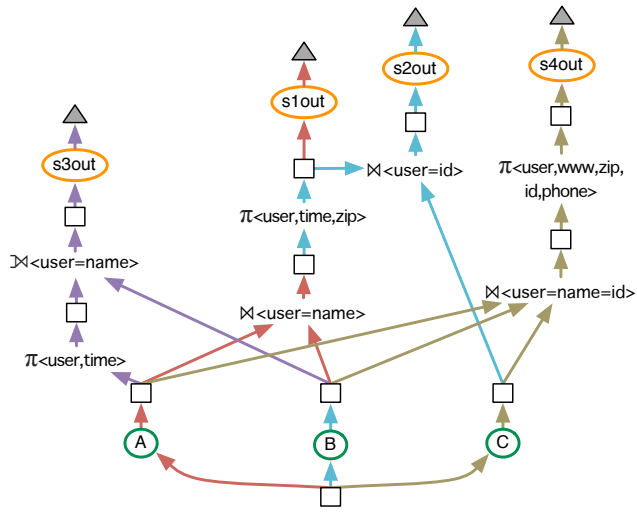 s2out
s4out
s1out
s3out
⋈<user=id>
π<user,www,zip,
id,phone>
π<user,time,zip>
⟕<user=name>
⋈<user=name=id>
⋈<user=name>
π<user,time>
A
B
C